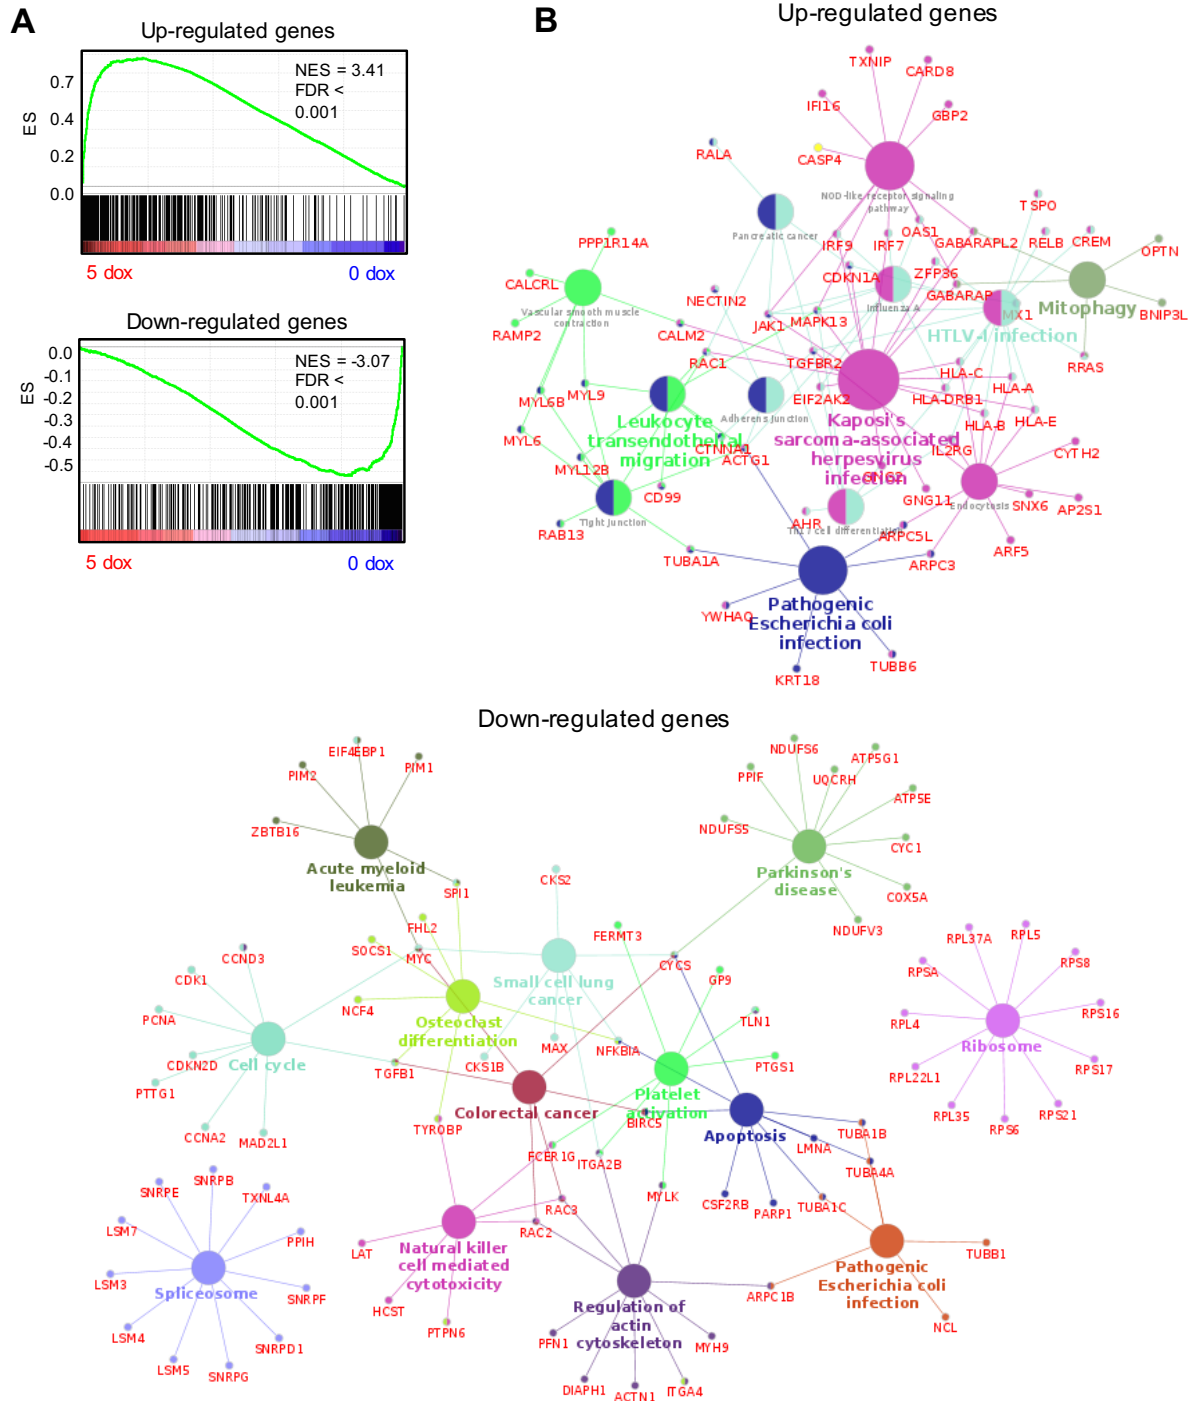 A
Up-regulated genes
NES = 3.41
FDR <
0.001
ES
0.7
0.4
0.2
0.0
5 dox
0 dox
Down-regulated genes
NES = -3.07
FDR <
0.001
ES
0.0
-0.1
-0.2
-0.3
-0.4
-0.5
5 dox
0 dox
B
Up-regulated genes
TXNIP
CARD8
IFI16
GBP2
RALA
CASP4
NOD-like receptor signaling
pathway
TSPO
Pancreatic cancer
PPP1R14A
IRF9
IRF7
OAS1
GABARAPL2
RELB
CREM
OPTN
CALCRL
CDKN1A
ZFP36
NECTIN2
GABARAP
Influenza A
Mitophagy
BNIP3L
Vascular smooth muscle
contraction
RAMP2
CALM2
JAK1
MAPK13
MX1
HTLV-I infection
RAC1
TGFBR2
RRAS
HLA-C
HLA-A
MYL6B
MYL9
EIF2AK2
HLA-DRB1
Adherens junction
Leukocyte
transendothelial
migration
Kaposi's
sarcoma-associated
herpesvirus
infection
HLA-B
HLA-E
MYL6
CTNNA1
ACTG1
IL2RG
CYTH2
MYL12B
GNG2
CD99
GNG11
Endocytosis
SNX6
AP2S1
Tight junction
RAB13
AHR
Th17 cell differentiation
ARPC5L
ARF5
TUBA1A
ARPC3
YWHAQ
Pathogenic
Escherichia coli
infection
TUBB6
KRT18
Down-regulated genes
EIF4EBP1
PIM2
PIM1
ZBTB16
NDUFS6
ATP5G1
PPIF
UQCRH
ATP5E
NDUFS5
CYC1
Acute myeloid
leukemia
Parkinson's
disease
CKS2
SPI1
COX5A
FHL2
NDUFV3
FERMT3
RPL37A
RPL5
SOCS1
MYC
CCND3
CYCS
RPS8
RPSA
CDK1
GP9
Small cell lung
cancer
NCF4
PCNA
TLN1
RPL4
RPS16
Osteoclast
differentiation
MAX
NFKBIA
Ribosome
CDKN2D
Cell cycle
CKS1B
PTGS1
RPS17
PTTG1
TGFB1
RPL22L1
Platelet
activation
Colorectal cancer
RPL35
RPS6
RPS21
CCNA2
MAD2L1
TYROBP
BIRC5
Apoptosis
TUBA1B
LMNA
FCER1G
ITGA2B
TUBA4A
SNRPE
SNRPB
TXNL4A
MYLK
CSF2RB
PARP1
TUBA1C
RAC3
LSM7
PPIH
RAC2
LAT
Natural killer
cell mediated
cytotoxicity
TUBB1
LSM3
Spliceosome
SNRPF
Pathogenic
Escherichia coli
infection
ARPC1B
HCST
Regulation of
actin
cytoskeleton
LSM4
PTPN6
NCL
SNRPD1
PFN1
MYH9
LSM5
SNRPG
DIAPH1
ACTN1
ITGA4